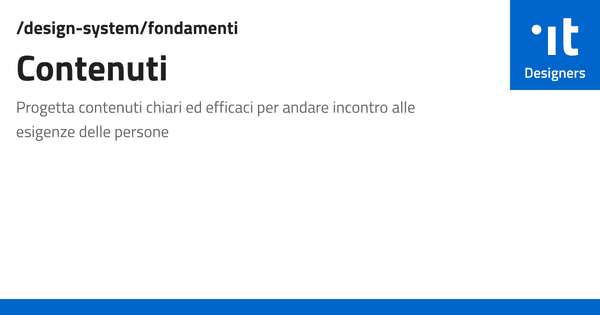 /design-system/fondamenti
Contenuti
Progetta contenuti chiari ed efficaci per andare incontro alle
esigenze delle persone
it
Designers